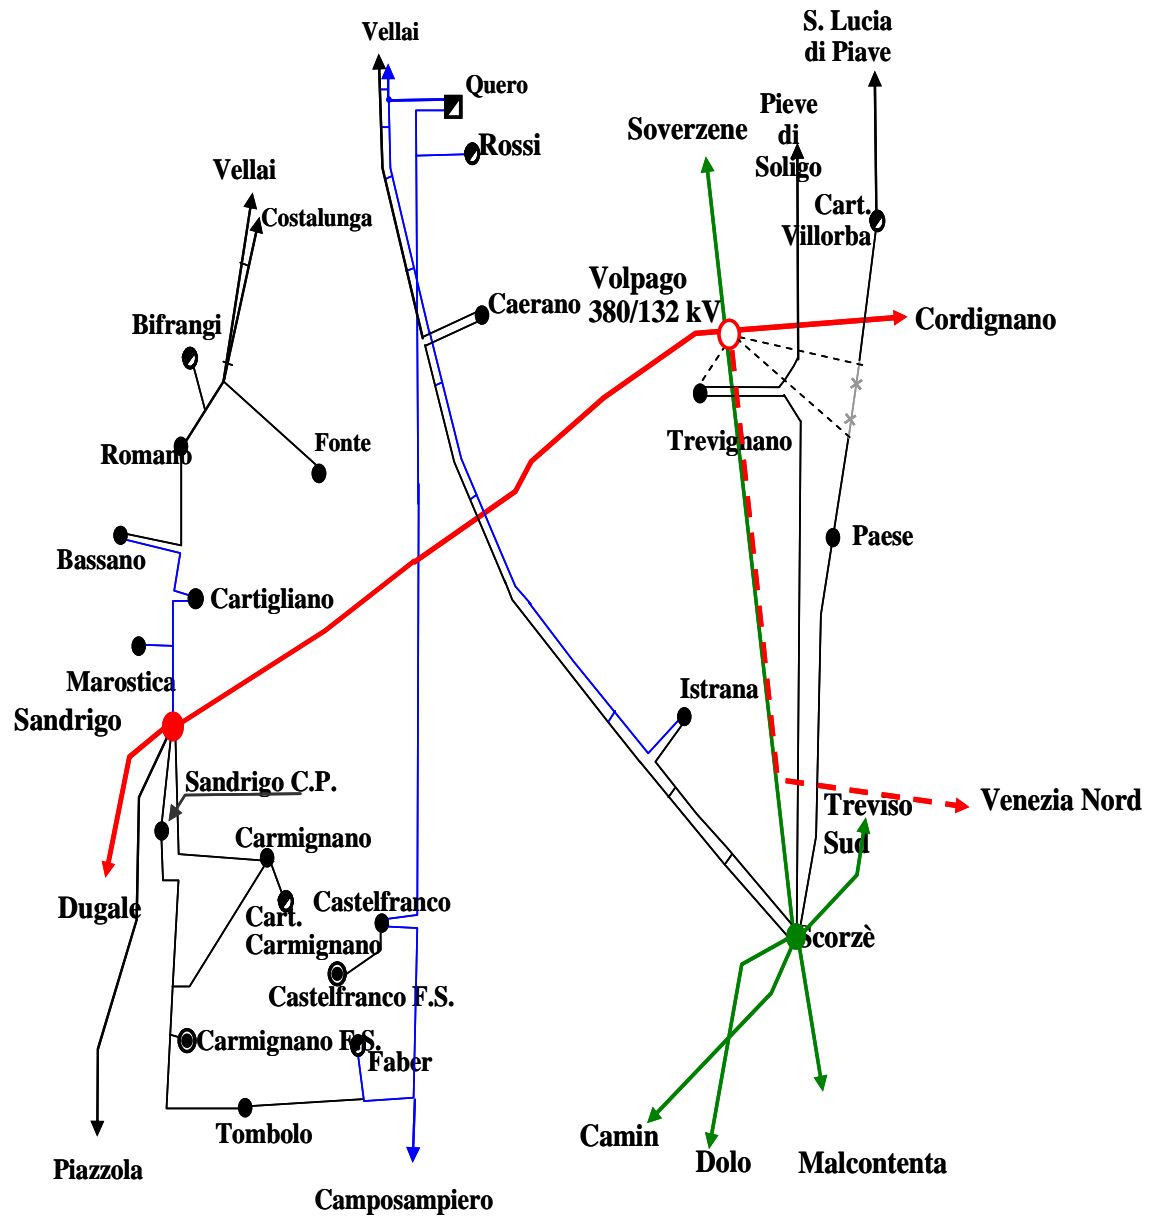 S. Lucia
di Piave
Vellai
Quero
Pieve
di
Soligo
Soverzene
Rossi
Vellai
Costalunga
Cart.
Villorba
Volpago
380/132 kV
Caerano
Cordignano
Bifrangi
Trevignano
Fonte
Romano
Paese
Bassano
Cartigliano
Marostica
Istrana
Sandrigo
Sandrigo C.P.
Venezia Nord
Treviso
Sud
Carmignano
Dugale
Castelfranco
Cart.
Carmignano
Scorzè
Castelfranco F.S.
Carmignano F.S.
Faber
Tombolo
Camin
Piazzola
Dolo
Malcontenta
Camposampiero